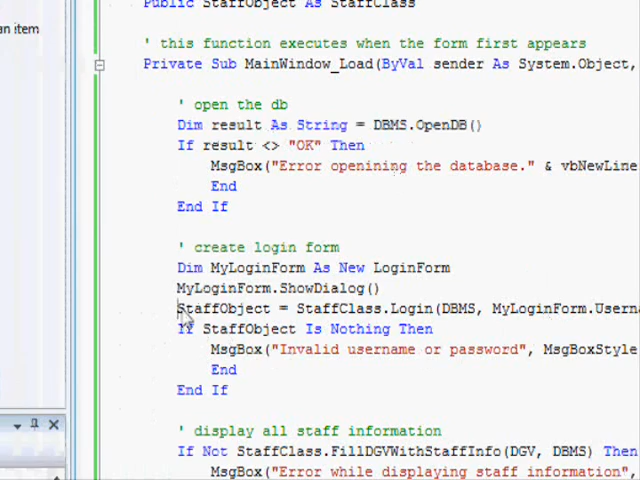 Public StaffObject As StaffClass
an item
' this function executes when the form first appears
Private Sub MainWindow_Load(ByVal sender As System.Object,
' open the db
Dim result As String = DBMS.OpenDB()
If result <> "OK" Then
MsgBox("Error openining the database." & vbNewLine
End
End If
' create login form
Dim MyLoginForm As New LoginForm
MyLoginForm.ShowDialog()
StaffObject = StaffClass.Login(DBMS, MyLoginForm.Userna
If StaffObject Is Nothing Then
MsgBox("Invalid username or password", MsgBoxStyle
End
End If
' display all staff information
If Not StaffClass.FillDGVWithStaffInfo(DGV, DBMS) Then
MsgBox("Error while displaying staff information",